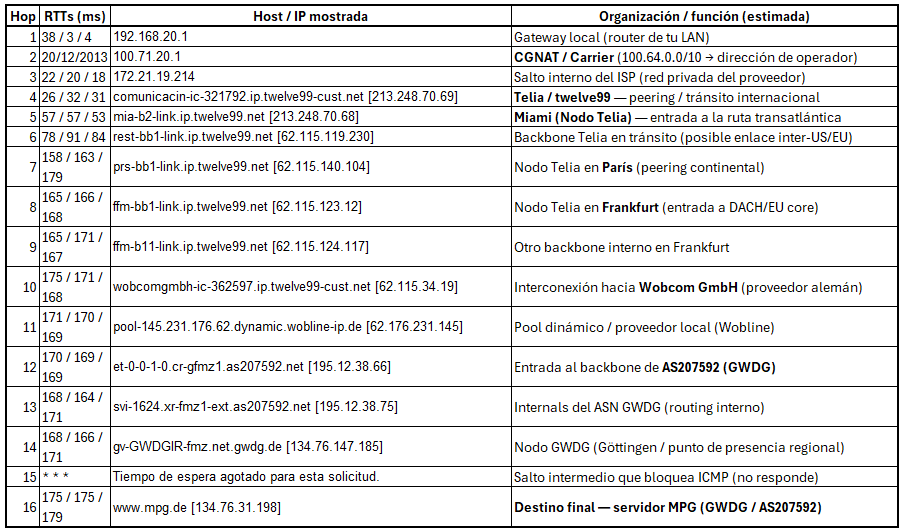 Hop RTTs (ms) Host / IP mostrada Organización / función (estimada)
1 38 / 3 / 4 192.168.20.1 Gateway local (router de tu LAN)
2 20/12/2013 100.71.20.1 CGNAT / Carrier (100.64.0.0/10 → dirección de operador)
3 22 / 20 / 18 172.21.19.214 Salto interno del ISP (red privada del proveedor)
4 26 / 32 / 31 comunicacin-ic-321792.ip.twelve99-cust.net [213.248.70.69] Telia / twelve99 — peering / tránsito internacional
5 57 / 57 / 53 mia-b2-link.ip.twelve99.net [213.248.70.68] Miami (Nodo Telia) — entrada a la ruta transatlántica
6 78 / 91 / 84 rest-bb1-link.ip.twelve99.net [62.115.119.230] Backbone Telia en tránsito (posible enlace inter-US/EU)
7 158 / 163 / 179 prs-bb1-link.ip.twelve99.net [62.115.140.104] Nodo Telia en París (peering continental)
8 165 / 166 / 168 ffm-bb1-link.ip.twelve99.net [62.115.123.12] Nodo Telia en Frankfurt (entrada a DACH/EU core)
9 165 / 171 / 167 ffm-b11-link.ip.twelve99.net [62.115.124.117] Otro backbone interno en Frankfurt
10 175 / 171 / 168 wobcomgmbh-ic-362597.ip.twelve99-cust.net [62.115.34.19] Interconexión hacia Wobcom GmbH (proveedor alemán)
11 171 / 170 / 169 pool-145.231.176.62.dynamic.wobline-ip.de [62.176.231.145] Pool dinámico / proveedor local (Wobline)
12 170 / 169 / 169 et-0-0-1-0.cr-gfmz1.as207592.net [195.12.38.66] Entrada al backbone de AS207592 (GWDG)
13 168 / 164 / 171 svi-1624.xr-fmz1-ext.as207592.net [195.12.38.75] Internals del ASN GWDG (routing interno)
14 168 / 166 / 171 gv-GWDGIR-fmz.net.gwdg.de [134.76.147.185] Nodo GWDG (Göttingen / punto de presencia regional)
15 * * * Tiempo de espera agotado para esta solicitud. Salto intermedio que bloquea ICMP (no responde)
16 175 / 175 / 179 www.mpg.de [134.76.31.198] Destino final — servidor MPG (GWDG / AS207592)